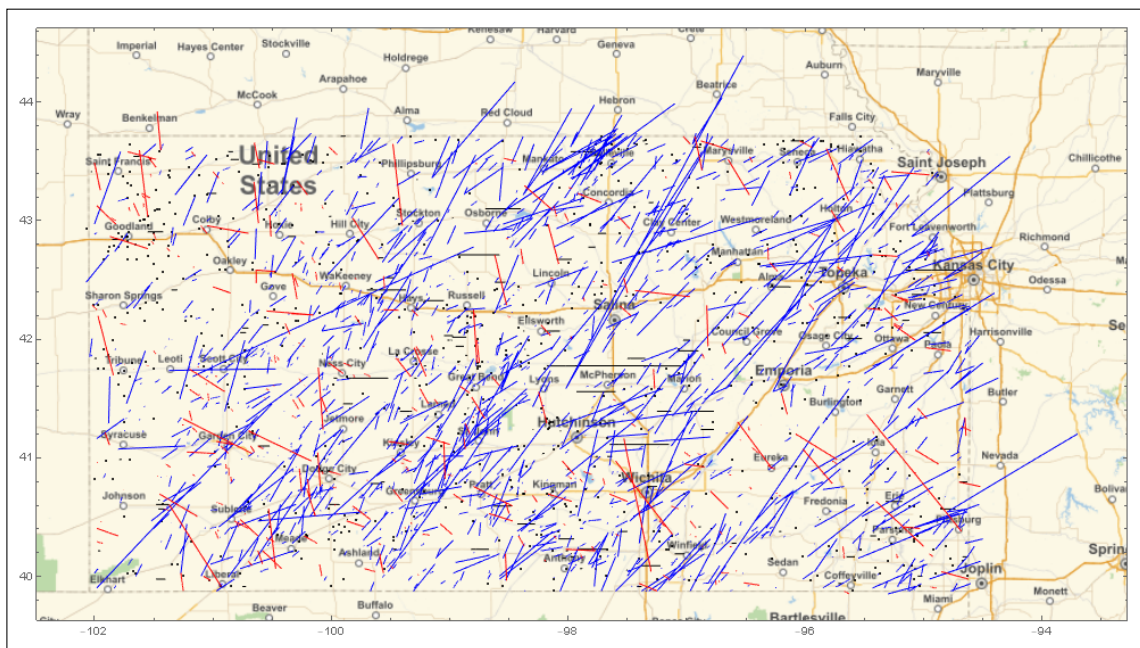 Kenesaw Harvard Crete
Imperial Hayes Center Stockville Geneva
Holdrege Auburn
Arapahoe Beatrice Maryville
McCook
44 Hebron
Wray Benkelman Alma Red Cloud Falls City
United
States
Saint Francis Phillipsburg Mankato Marysville Seneca Hiawatha Saint Joseph Chillicothe
Concordia Plattsburg
43 Goodland Colby Hoxie Hill City Stockton Osborne Clay Center Westmoreland Holton
Fort Leavenworth Richmond
Oakley Manhattan Kansas City
WaKeeney Lincoln Alma Topeka Odessa
Sharon Springs Gove Hays Russell Salina New Century
Ellsworth Harrisonville
42 Council Grove Osage City Ottawa Paola
Tribune Leoti Scott City Ness City La Crosse
Great Bend Lyons McPherson Marion Emporia
Garnett Butler
Larned Burlington
Jetmore Hutchinson
Syracuse Garden City Kinsley Iola
41 Dodge City Eureka Nevada
Johnson Greensburg Pratt Kingman Wichita Erie
Sublette Fredonia
Parsons Pittsburg
Meade Ashland Anthony Winfield
40 Elkhart Liberal Sedan Coffeyville Joplin
Beaver Buffalo Miami Monett
Bartlesville
−102 −100 −98 −96 −94